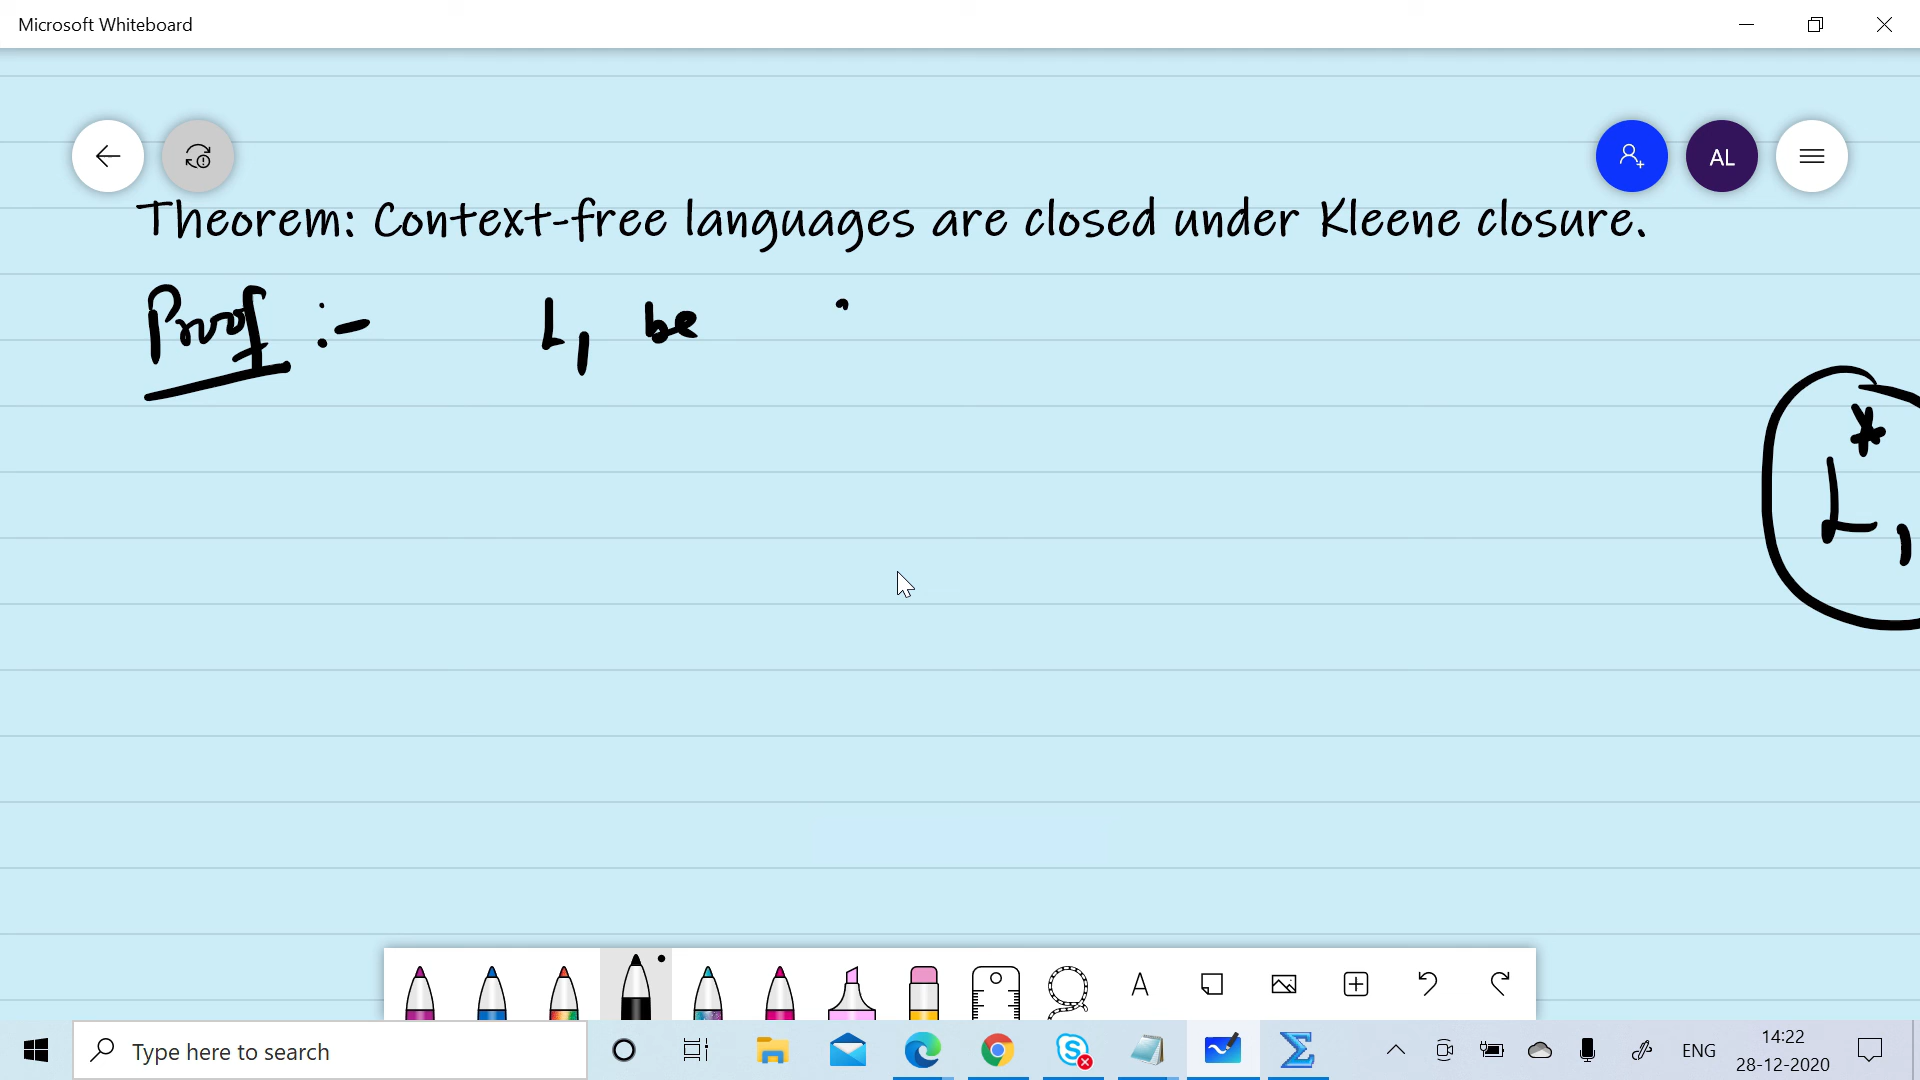 Microsoft Whiteboard
AL
Theorem: Context-free languages are closed under Kleene closure.
Proof :- L1 be
L1*
A
Type here to search
ENG
14:22
28-12-2020